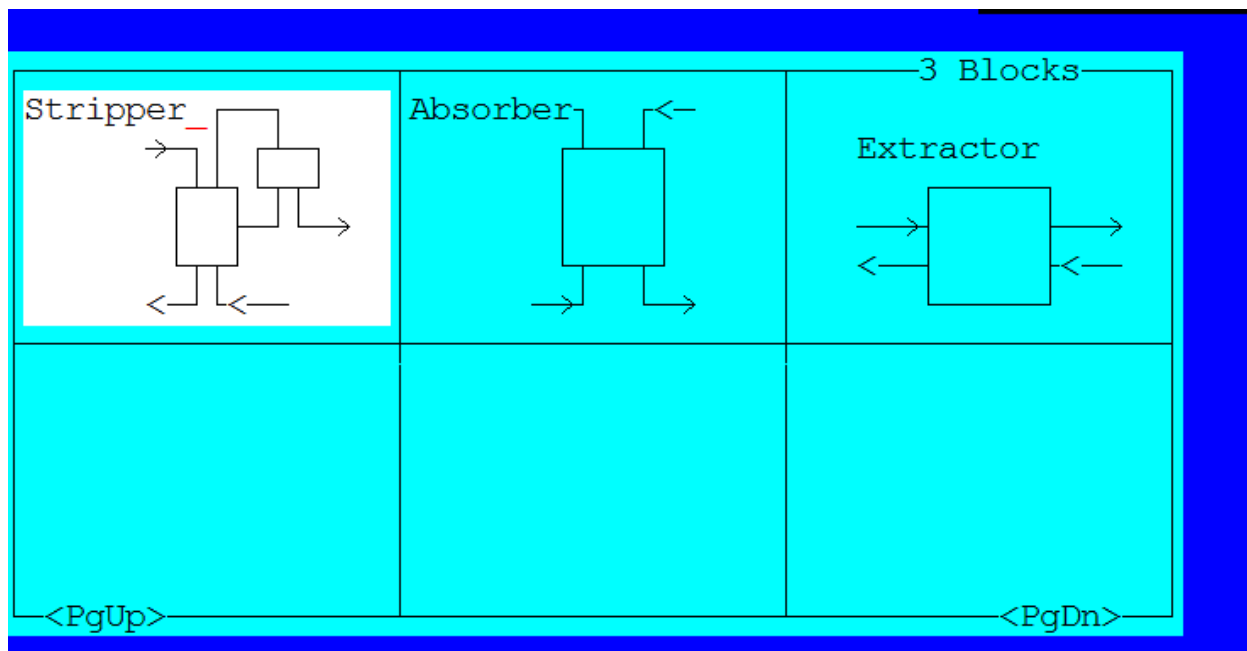 3 Blocks
Stripper_
Absorber
Extractor
<PgUp>
<PgDn>